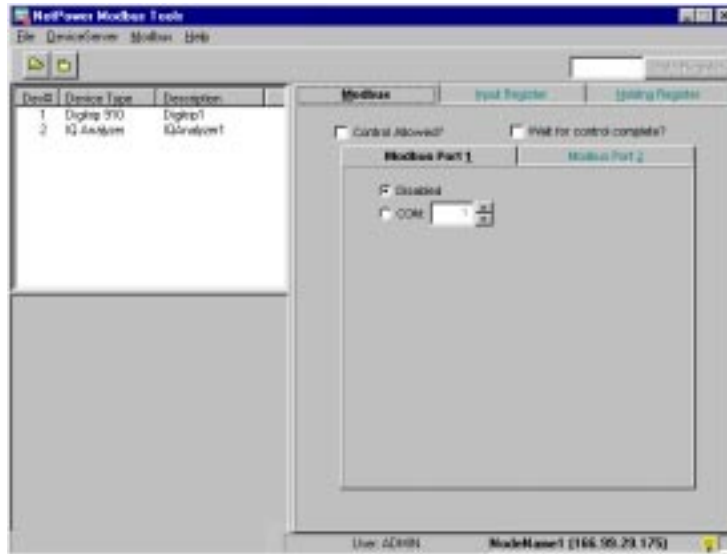 NetPower Modbus Tools
File DeviceServer Modbus Help
Dev# Device Type Description
1 Digitrip 910 Digitrip1
2 IQ Analyzer IQAnalyzer1
Modbus Input Register Holding Register
Control Allowed? Wait for control complete?
Modbus Port 1 Modbus Port 2
Disabled
COM: 1
User: ADMIN NodeName1 (166.99.29.175)